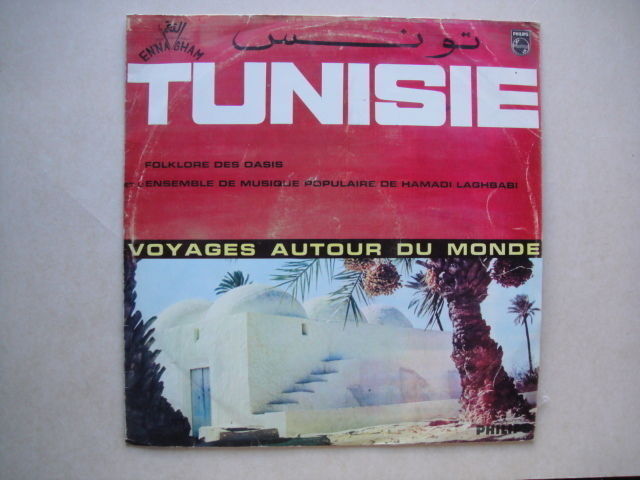 النغم
ENNAGHAM
تونس
PHILIPS
TUNISIE
FOLKLORE DES OASIS
ET L'ENSEMBLE DE MUSIQUE POPULAIRE DE HAMADI LAGHBABI
VOYAGES AUTOUR DU MONDE
PHILIPS